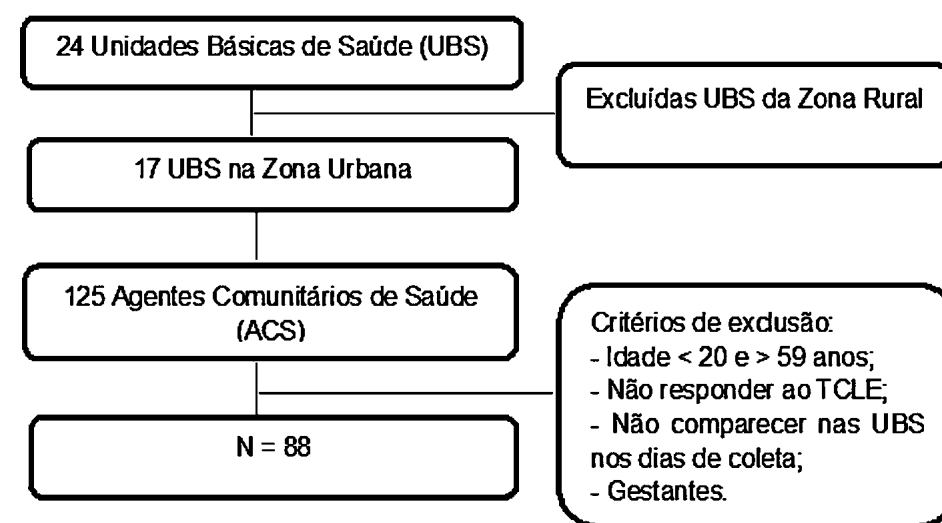 24 Unidades Básicas de Saúde (UBS)
Excluídas UBS da Zona Rural
17 UBS na Zona Urbana
125 Agentes Comunitários de Saúde
(ACS)
Critérios de exclusão:
- Idade < 20 e > 59 anos;
- Não responder ao TCLE;
- Não comparecer nas UBS
nos dias de coleta;
- Gestantes.
N = 88